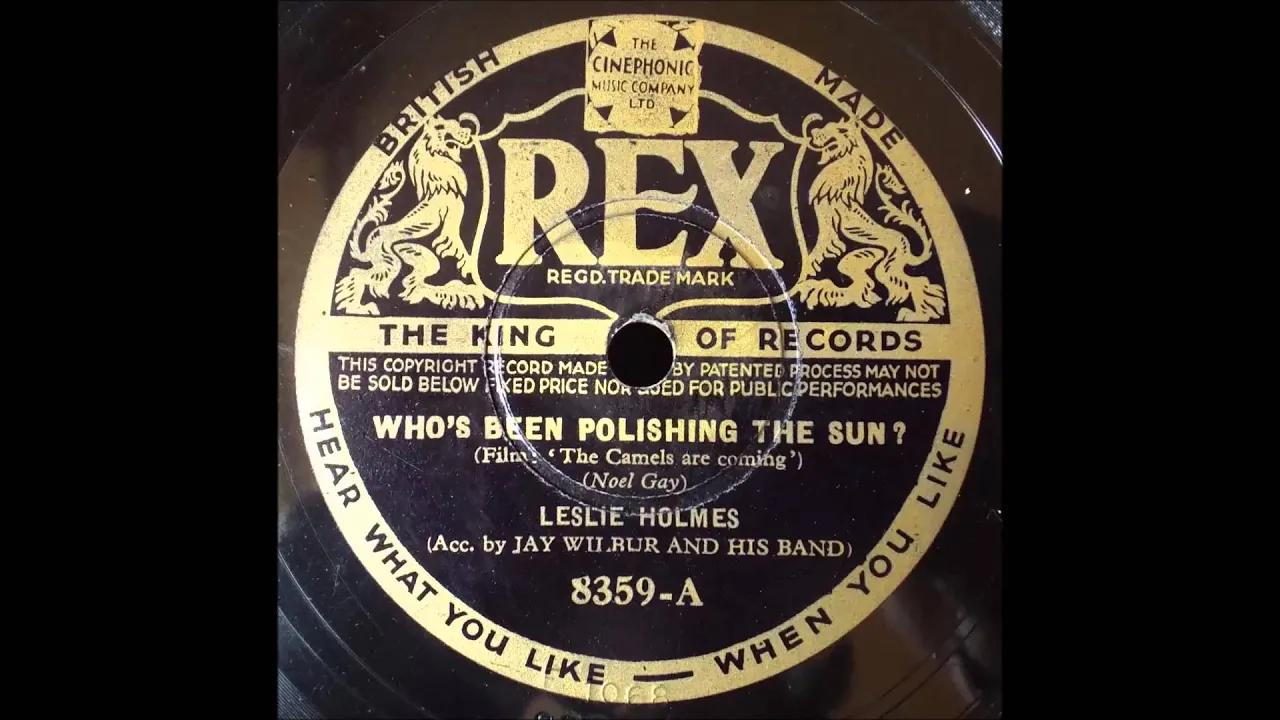 THE
CINEPHONIC
MUSIC COMPANY
LTD
BRITISH MADE
REX
REGD. TRADE MARK
THE KING OF RECORDS
THIS COPYRIGHT RECORD MADE BY PATENTED PROCESS MAY NOT
BE SOLD BELOW FIXED PRICE NOR USED FOR PUBLIC PERFORMANCES
WHO'S BEEN POLISHING THE SUN?
(Film: 'The Camels are coming')
(Noel Gay)
LESLIE HOLMES
(Acc. by JAY WILBUR AND HIS BAND)
8359-A
HEAR WHAT YOU LIKE — WHEN YOU LIKE